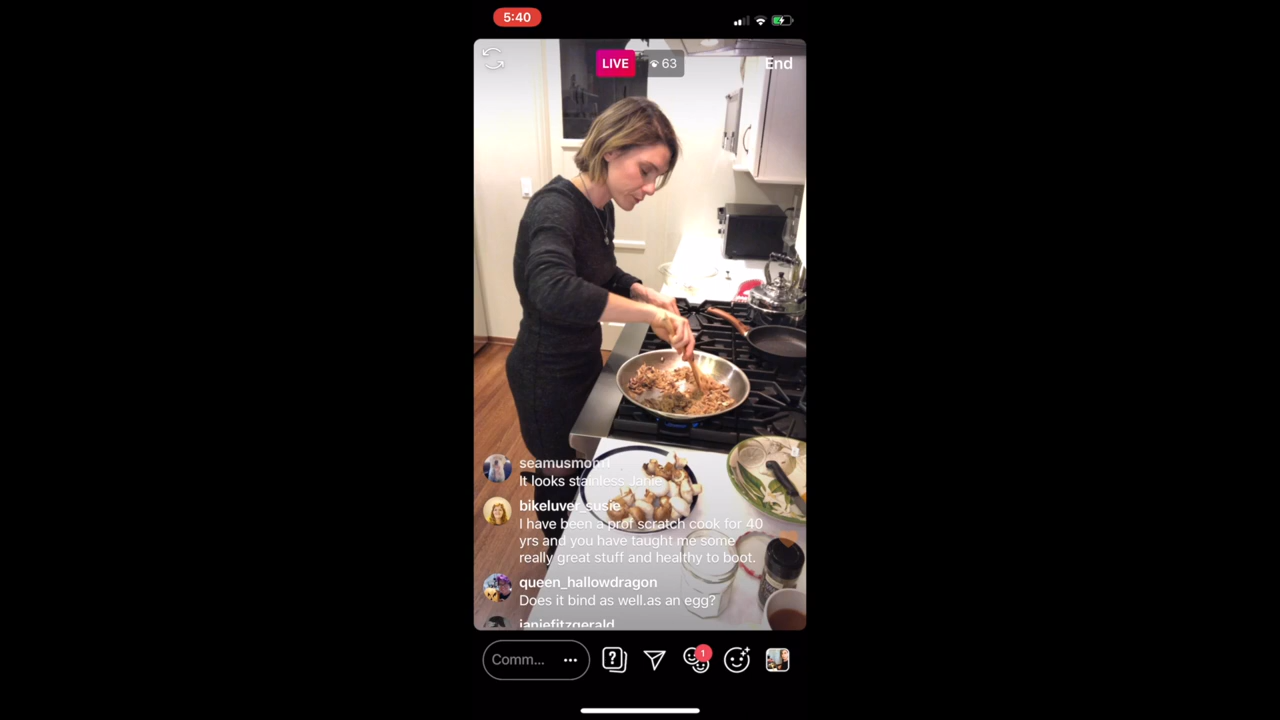 5:40
LIVE
63
End
seamusmom1
It looks stainless Janie
bikeluver_susie
I have been a prof scratch cook for 40
yrs and you have taught me some
really great stuff and healthy to boot.
queen_hallowdragon
Does it bind as well.as an egg?
janiefitzgerald
Comm...
1